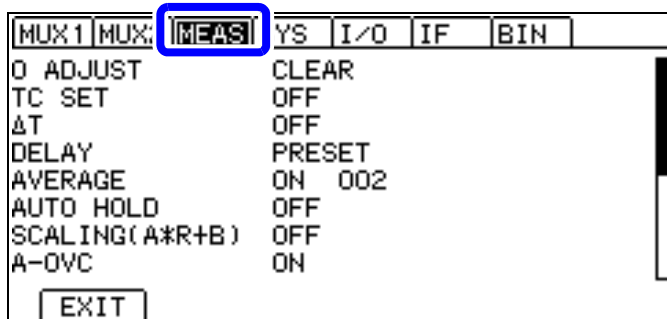 MUX1 MUX: MEAS YS I/O IF BIN
0 ADJUST CLEAR
TC SET OFF
ΔT OFF
DELAY PRESET
AVERAGE ON 002
AUTO HOLD OFF
SCALING(A*R+B) OFF
A-OVC ON
EXIT